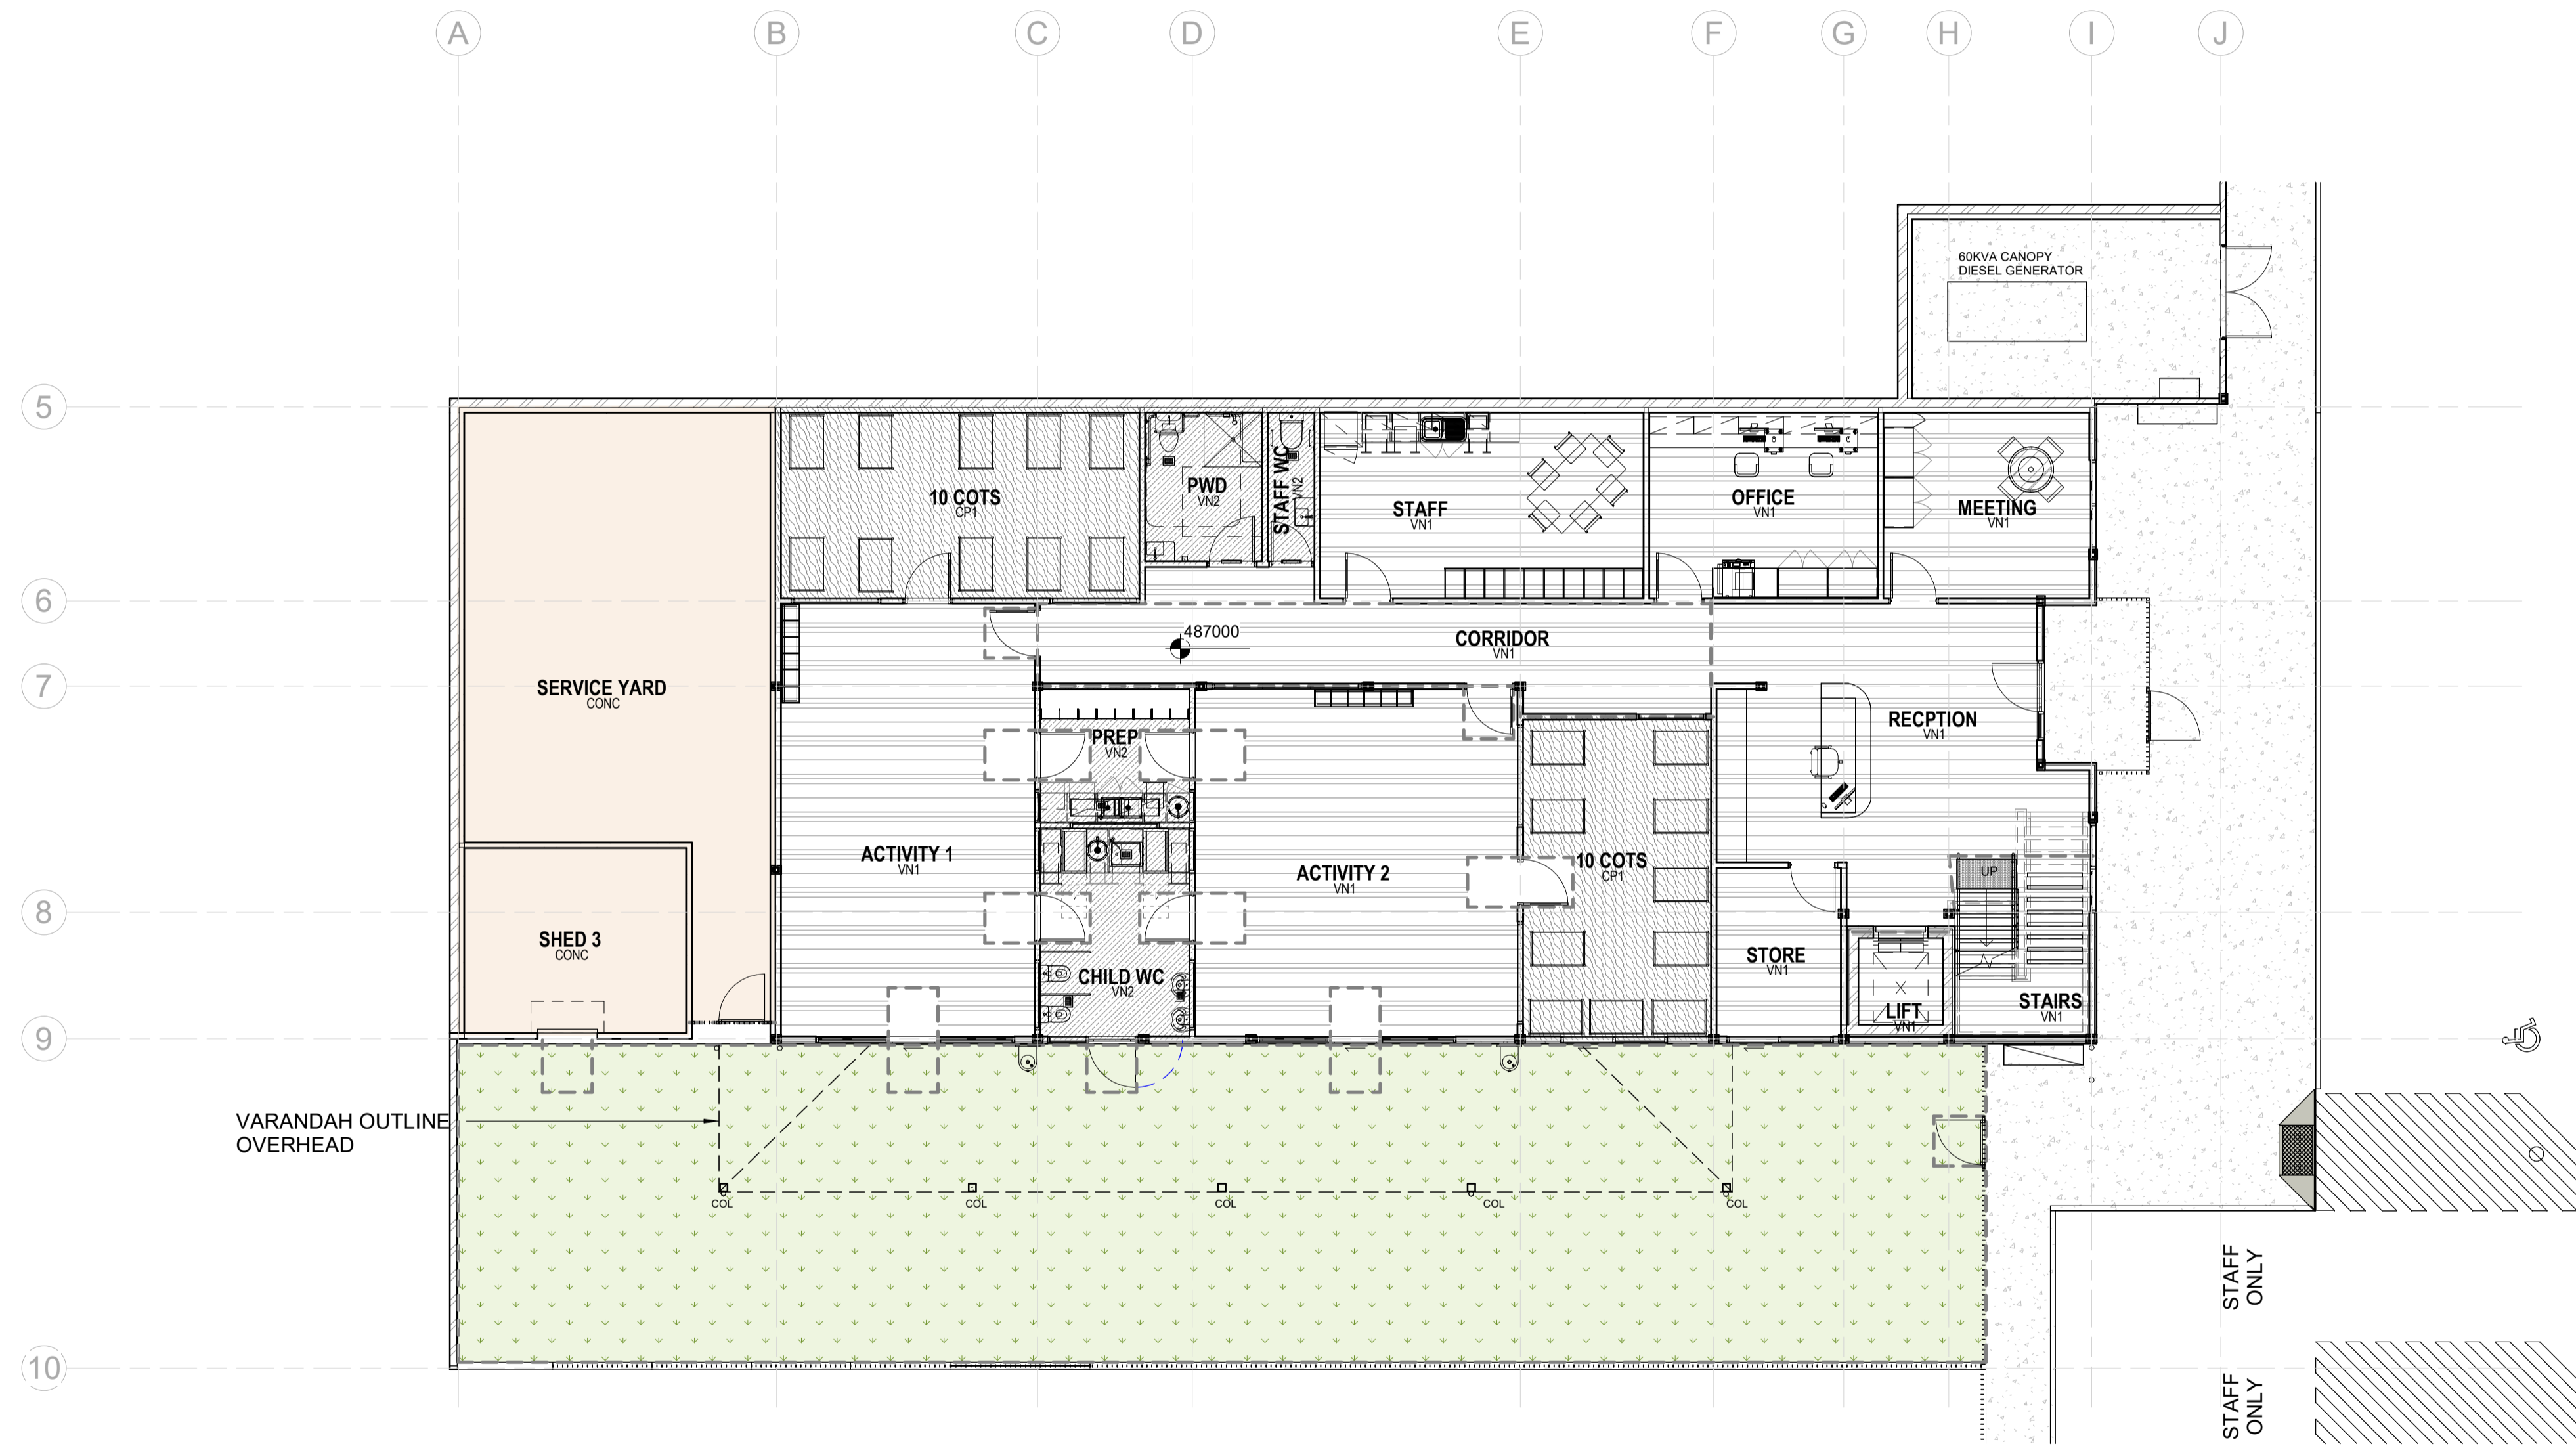 A
B
C
D
E
F
G
H
I
J
60KVA CANOPY
DIESEL GENERATOR
5
10 COTS
CP1
PWD
VN2
STAFF WC
VN2
STAFF
VN1
OFFICE
VN1
MEETING
VN1
6
487000
CORRIDOR
VN1
7
SERVICE YARD
CONC
PREP
VN2
RECPTION
VN1
ACTIVITY 1
VN1
ACTIVITY 2
VN1
10 COTS
CP1
UP
8
SHED 3
CONC
CHILD WC
VN2
STORE
VN1
LIFT
VN1
STAIRS
VN1
9
VARANDAH OUTLINE
OVERHEAD
COL
COL
COL
COL
COL
STAFF
ONLY
10
STAFF
ONLY